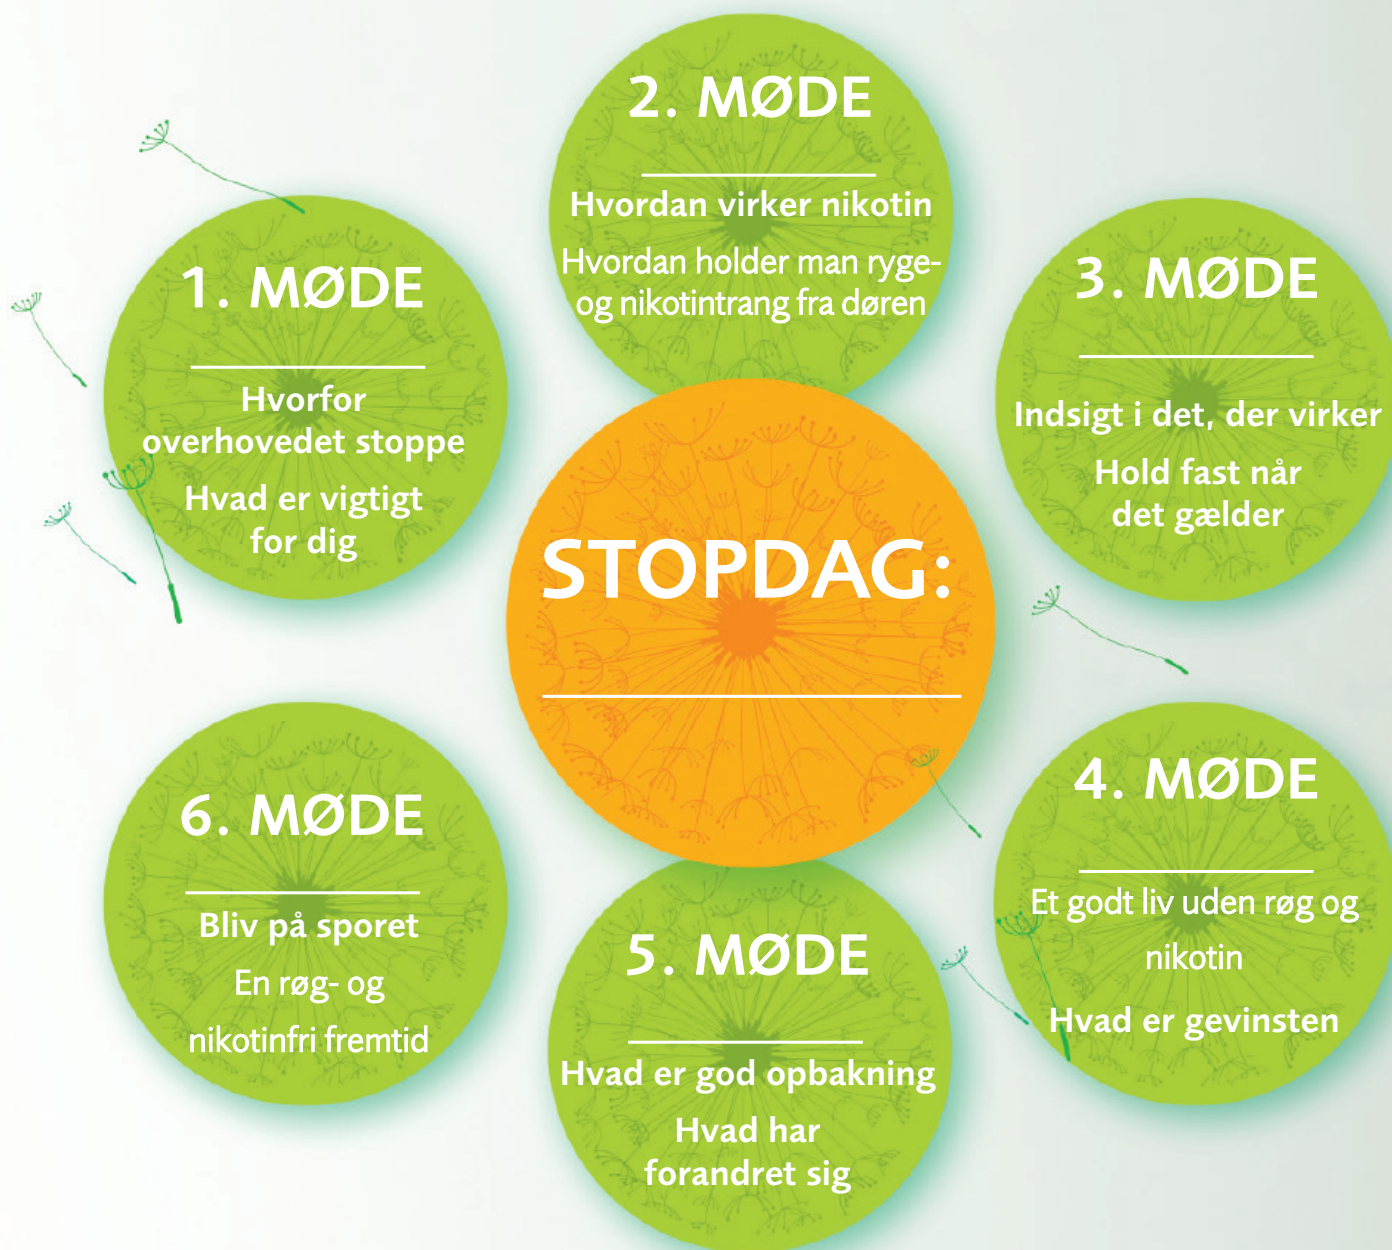 1. MØDE
Hvorfor
overhovedet stoppe
Hvad er vigtigt
for dig
2. MØDE
Hvordan virker nikotin
Hvordan holder man ryge-
og nikotintrang fra døren
3. MØDE
Indsigt i det, der virker
Hold fast når
det gælder
STOPDAG:
4. MØDE
Et godt liv uden røg og
nikotin
Hvad er gevinsten
5. MØDE
Hvad er god opbakning
Hvad har
forandret sig
6. MØDE
Bliv på sporet
En røg- og
nikotinfri fremtid